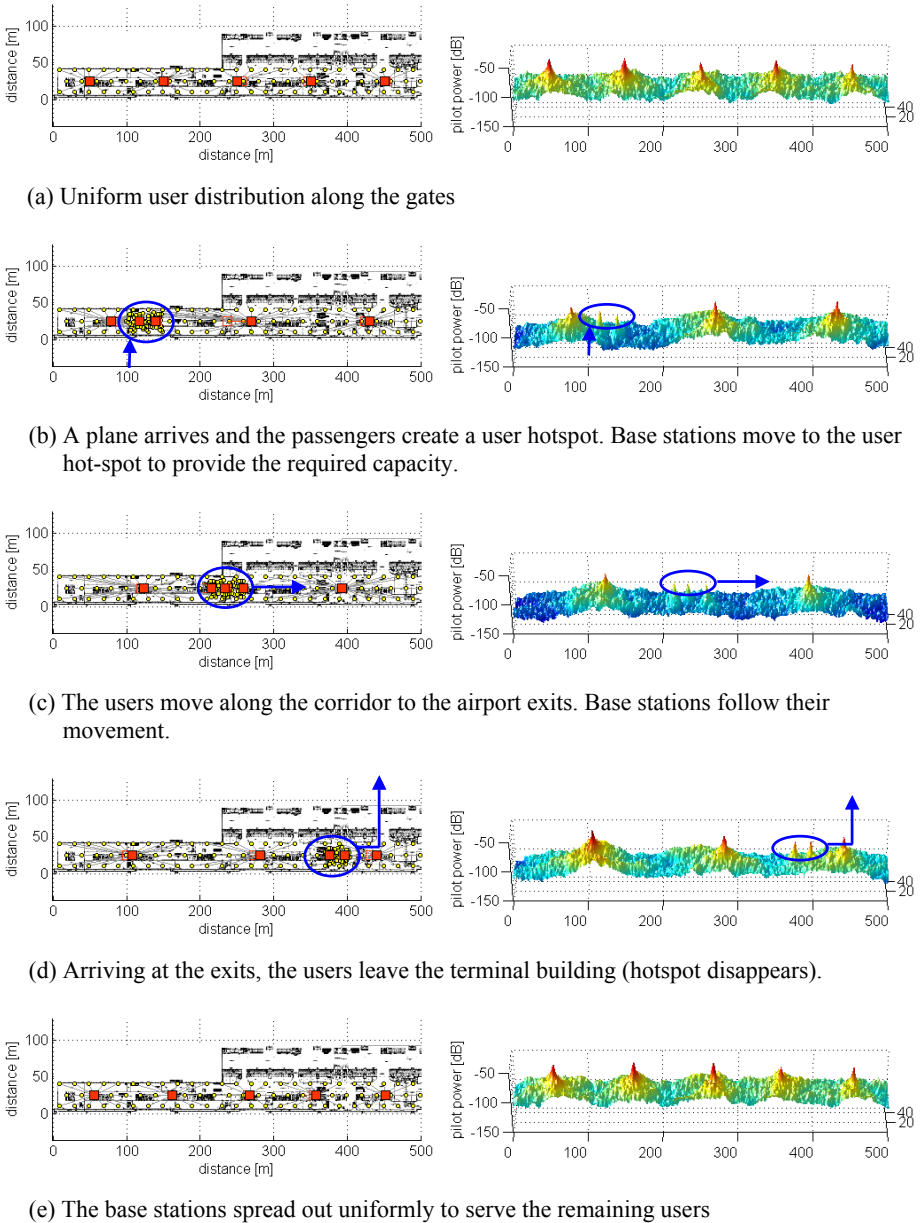 100
50
0
distance [m]
0 100 200 300 400 500
distance [m]
-50
-100
-150
pilot power [dB]
40
20
0 100 200 300 400 500
(a) Uniform user distribution along the gates
100
50
0
distance [m]
0 100 200 300 400 500
distance [m]
-50
-100
-150
pilot power [dB]
40
20
0 100 200 300 400 500
(b) A plane arrives and the passengers create a user hotspot. Base stations move to the user
hot-spot to provide the required capacity.
100
50
0
distance [m]
0 100 200 300 400 500
distance [m]
-50
-100
-150
pilot power [dB]
40
20
0 100 200 300 400 500
(c) The users move along the corridor to the airport exits. Base stations follow their
movement.
100
50
0
distance [m]
0 100 200 300 400 500
distance [m]
-50
-100
-150
pilot power [dB]
40
20
0 100 200 300 400 500
(d) Arriving at the exits, the users leave the terminal building (hotspot disappears).
100
50
0
distance [m]
0 100 200 300 400 500
distance [m]
-50
-100
-150
pilot power [dB]
40
20
0 100 200 300 400 500
(e) The base stations spread out uniformly to serve the remaining users